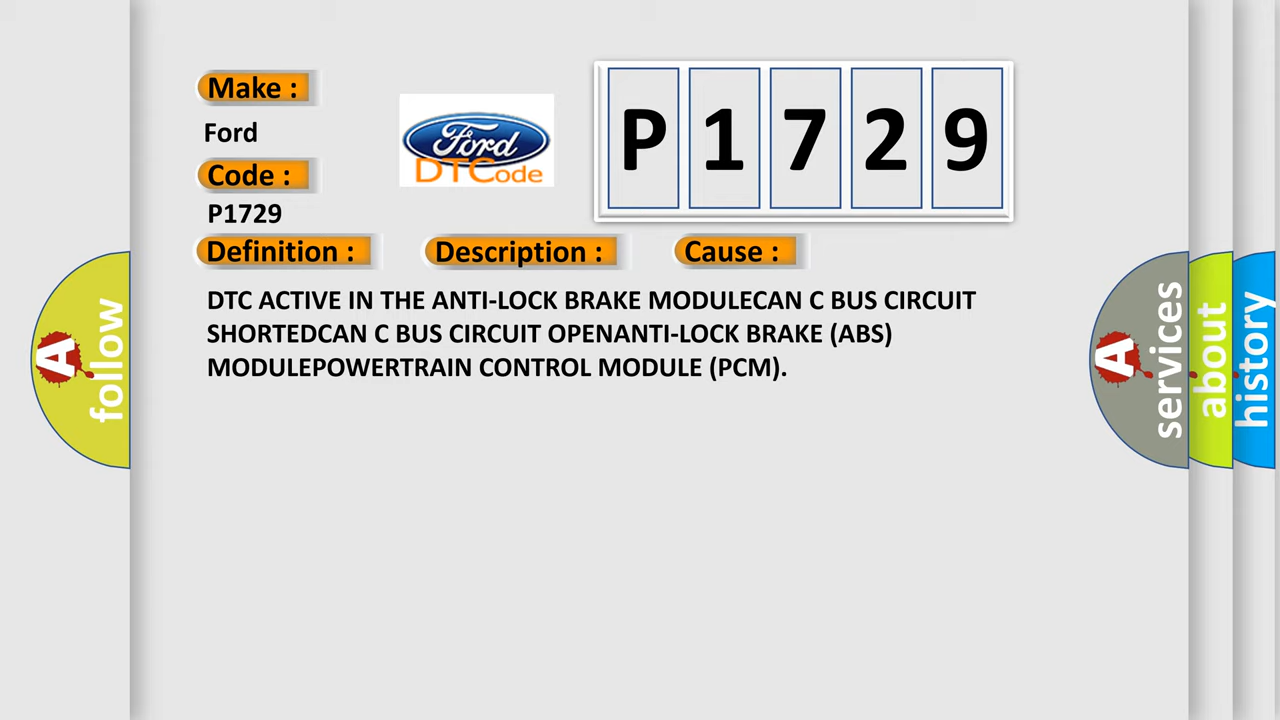 Make :
Ford
Code :
P1729
Ford
DTCode
P 1 7 2 9
Definition :
Description :
Cause :
DTC ACTIVE IN THE ANTI-LOCK BRAKE MODULECAN C BUS CIRCUIT
SHORTEDCAN C BUS CIRCUIT OPENANTI-LOCK BRAKE (ABS)
MODULEPOWERTRAIN CONTROL MODULE (PCM).
A
follow
A
services
about
history